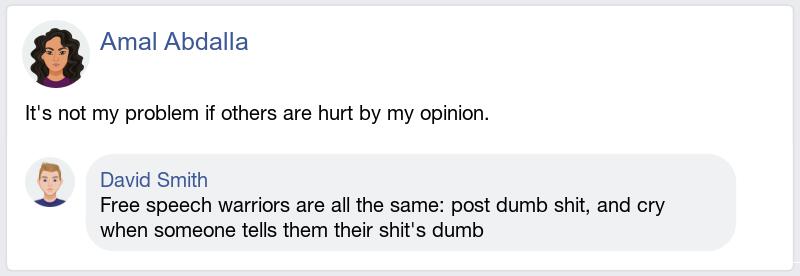 Amal Abdalla
It's not my problem if others are hurt by my opinion.
David Smith
Free speech warriors are all the same: post dumb shit, and cry
when someone tells them their shit's dumb